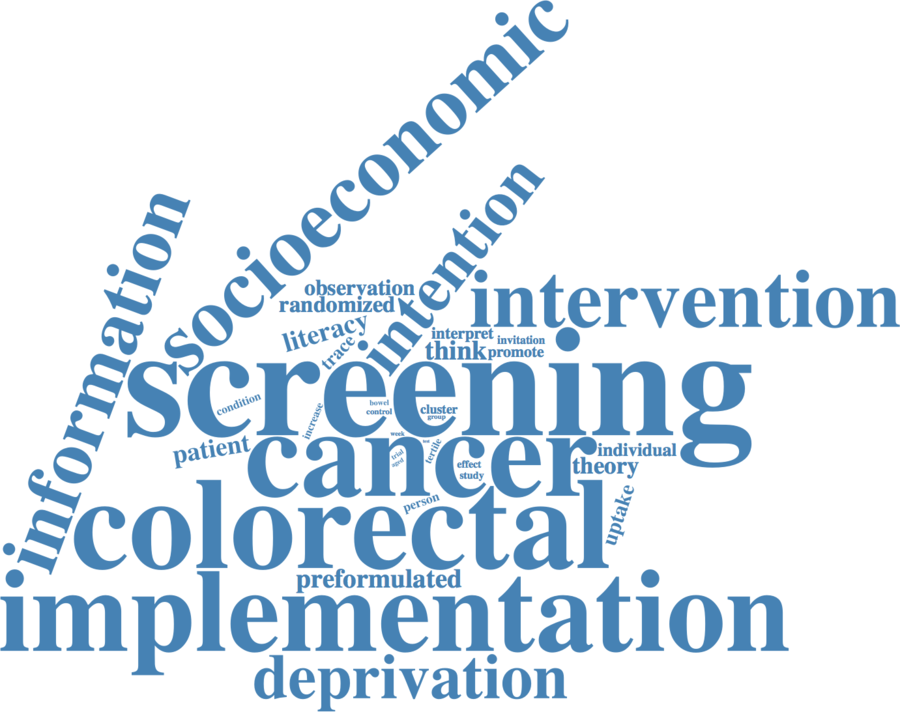 socioeconomic
information
intention
intervention
observation
randomized
literacy
trace
interpret
invitation
think
promote
screening
condition
increase
bowel
control
cluster
group
patient
cancer
week
tertile
trial
aged
effect
study
individual
theory
person
uptake
colorectal
preformulated
implementation
deprivation